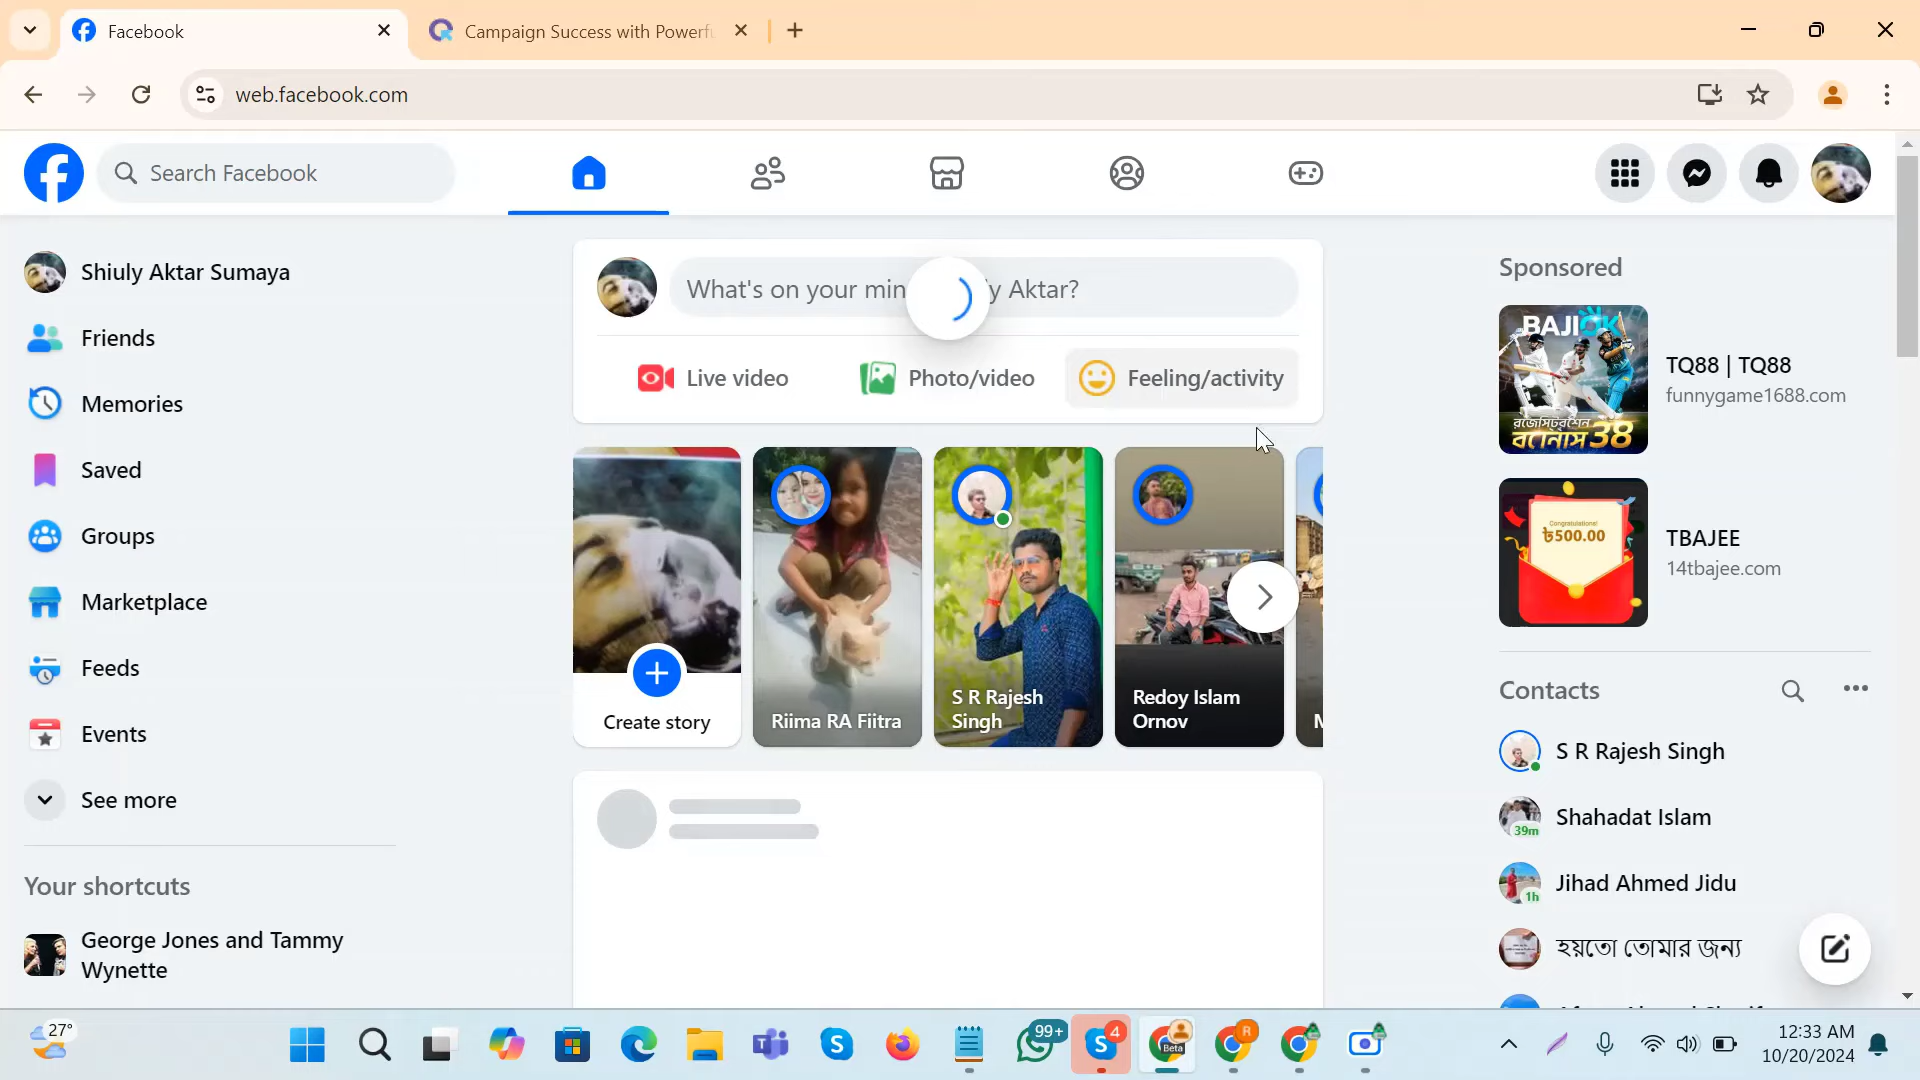 Facebook
Campaign Success with Powerfu
web.facebook.com
Search Facebook
Shiuly Aktar Sumaya
Friends
Memories
Saved
Groups
Marketplace
Feeds
Events
See more
Your shortcuts
George Jones and Tammy
Wynette
What's on your min y Aktar?
Live video
Photo/video
Feeling/activity
Create story
Riima RA Fiitra
S R Rajesh
Singh
Redoy Islam
Ornov
Sponsored
BAJI
বোনাস 38
TQ88 | TQ88
funnygame1688.com
Congratulations!
৳500.00
TBAJEE
14tbajee.com
Contacts
S R Rajesh Singh
Shahadat Islam
39m
Jihad Ahmed Jidu
1h
হয়তো তোমার জন্য
27°
99+
4
Beta
R
12:33 AM
10/20/2024